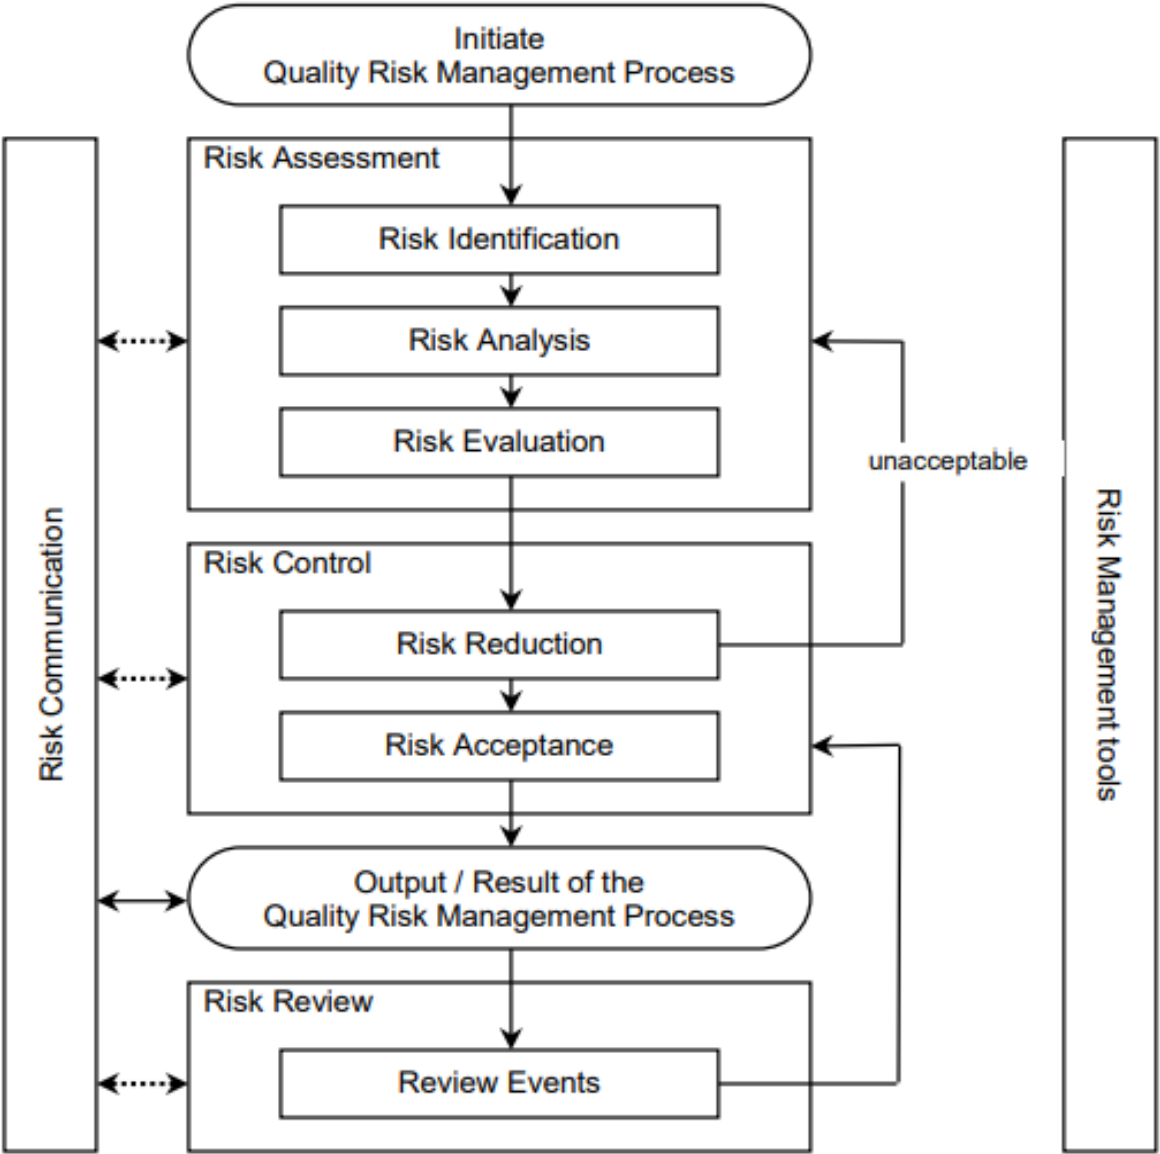 Initiate
Quality Risk Management Process
Risk Assessment
Risk Identification
Risk Analysis
Risk Evaluation
unacceptable
Risk Control
Risk Reduction
Risk Acceptance
Output / Result of the
Quality Risk Management Process
Risk Review
Review Events
Risk Communication
Risk Management tools